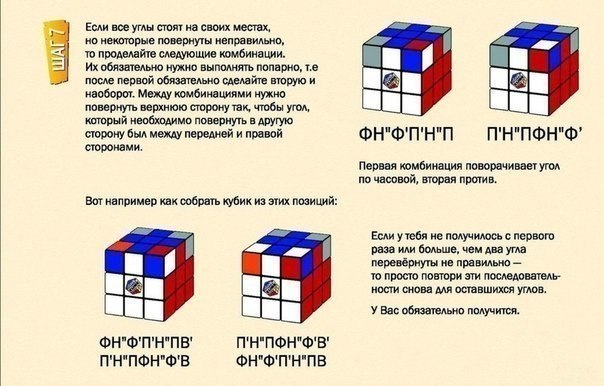 ШАГ 7
Если все углы стоят на своих местах,
но некоторые повернуты неправильно,
то проделайте следующие комбинации.
Их обязательно нужно выполнять попарно, т.е
после первой обязательно сделайте вторую и
наоборот. Между комбинациями нужно
повернуть верхнюю сторону так, чтобы угол,
который необходимо повернуть в другую
сторону был между передней и правой
сторонами.
ФН"Ф'П'Н"П
П'Н"ПФН"Ф'
Первая комбинация поворачивает угол
по часовой, вторая против.
Вот например как собрать кубик из этих позиций:
ФН"Ф'П'Н"ПВ'
П'Н"ПФН"Ф'В
П'Н"ПФН"Ф'В'
ФН"Ф'П'Н"ПВ
Если у тебя не получилось с первого
раза или больше, чем два угла
перевёрнуты не правильно —
то просто повтори эти последователь-
ности снова для оставшихся углов.
У Вас обязательно получится.